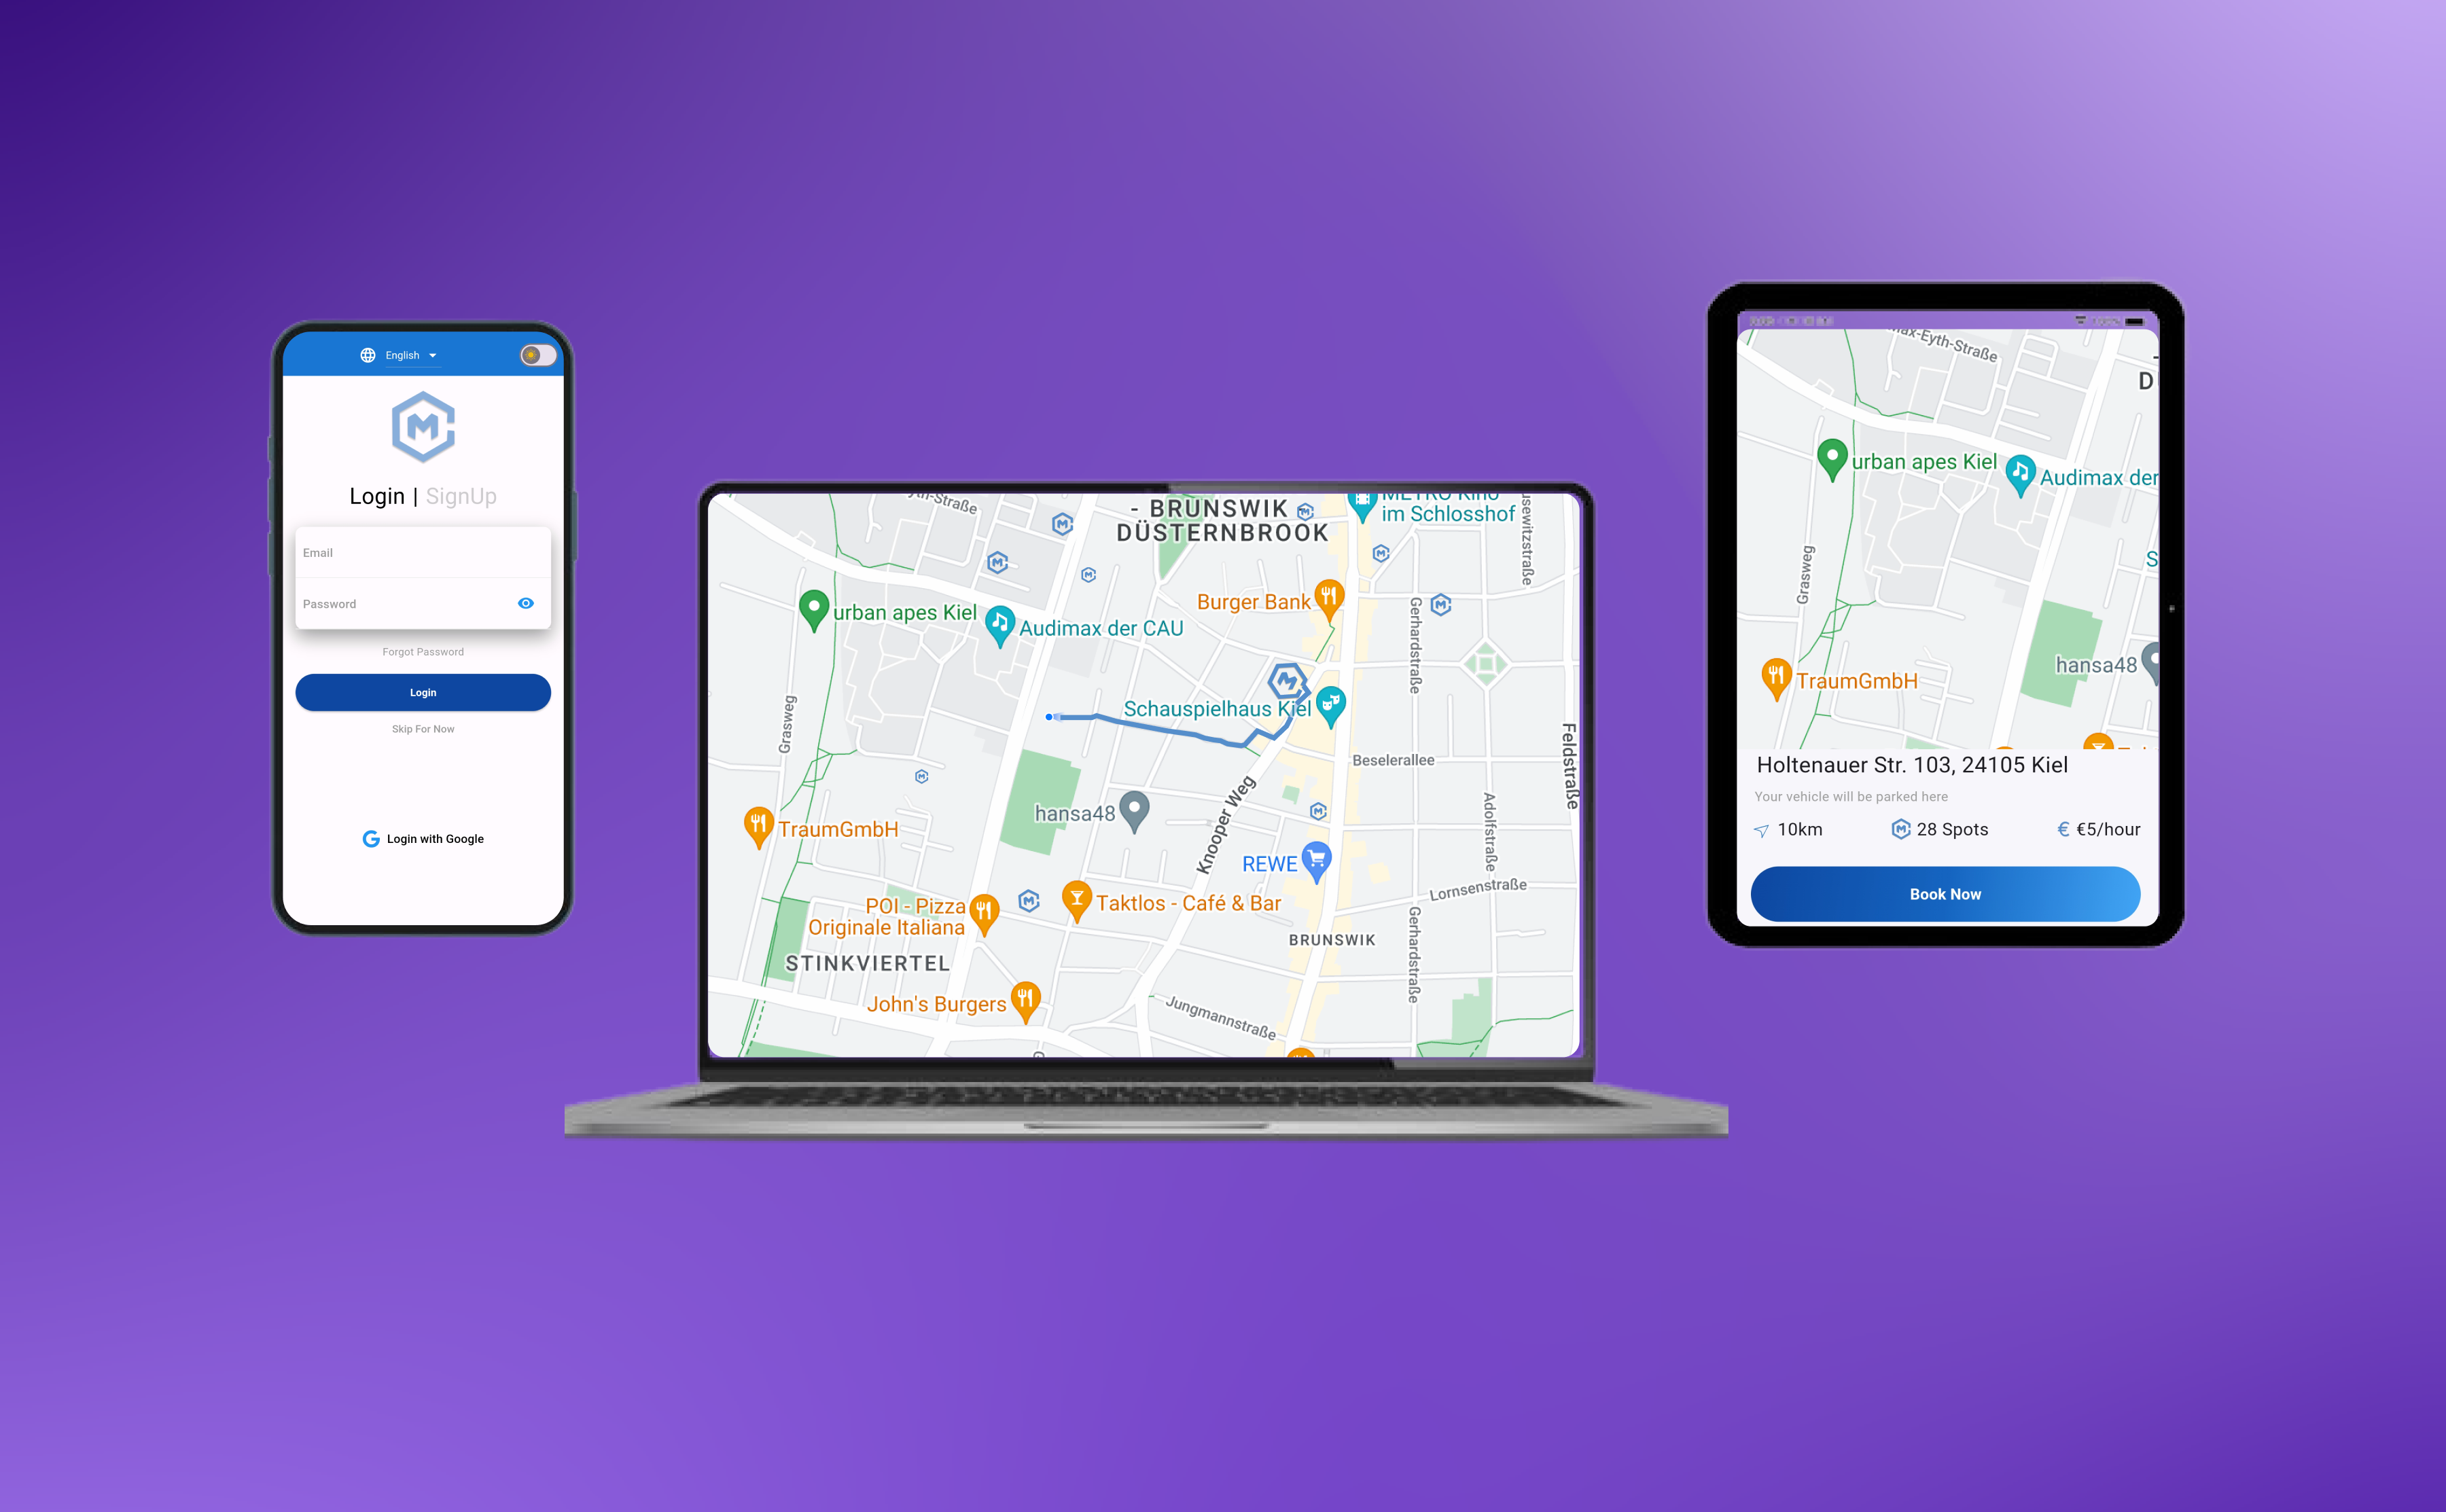 English
Login | SignUp
Email
Password
Forgot Password
Login
Skip For Now
Login with Google
yth-Straße
- BRUNSWIK
DÜSTERNBROOK
METRO Kino
im Schlosshof
sewitzstraße
Burger Bank
urban apes Kiel
Audimax der CAU
Gerhardstraße
Schauspielhaus Kiel
Grasweg
Beselerallee
Feldstraße
hansa48
Knooper Weg
Adolfstraße
TraumGmbH
REWE
Lornsenstraße
POI - Pizza
Originale Italiana
Taktlos - Café & Bar
BRUNSWIK
Gerhardstraße
STINKVIERTEL
John's Burgers
Jungmannstraße
ax-Eyth-Straße
D
urban apes Kiel
Audimax der
S
Grasweg
hansa48
TraumGmbH
Holtenauer Str. 103, 24105 Kiel
Your vehicle will be parked here
10km
28 Spots
€ €5/hour
Book Now